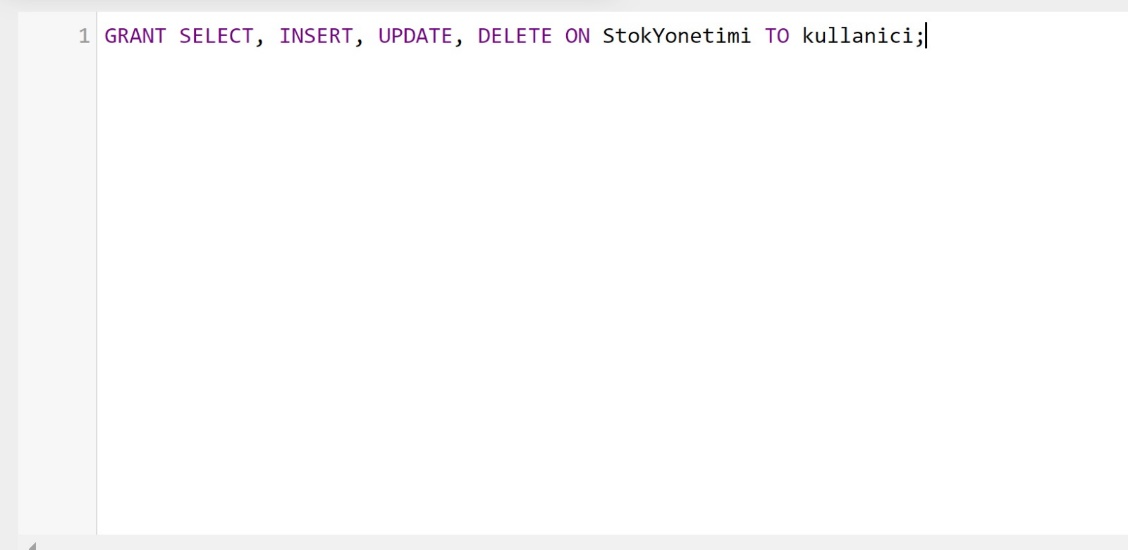 1 GRANT SELECT, INSERT, UPDATE, DELETE ON StokYonetimi TO kullanici;